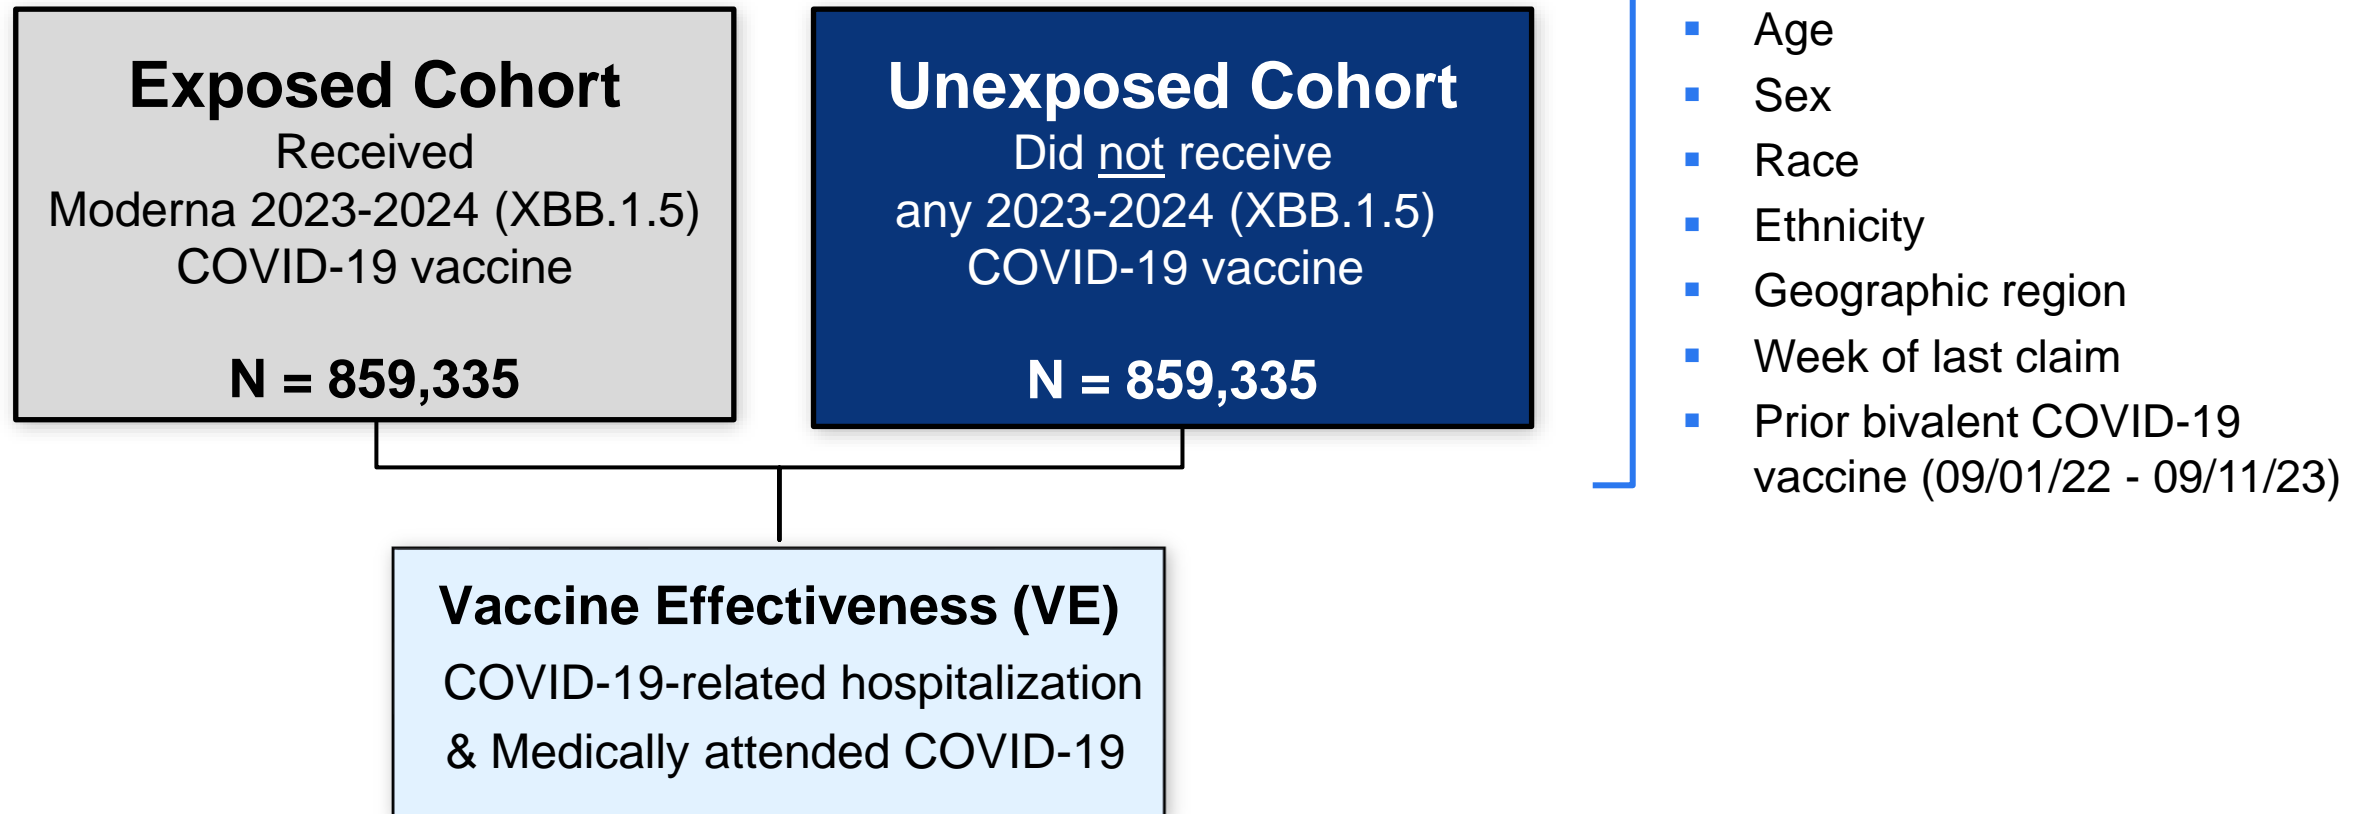 Exposed Cohort
Received
Moderna 2023-2024 (XBB.1.5)
COVID-19 vaccine
N = 859,335
Unexposed Cohort
Did not receive
any 2023-2024 (XBB.1.5)
COVID-19 vaccine
N = 859,335
▪ Age
▪ Sex
▪ Race
▪ Ethnicity
▪ Geographic region
▪ Week of last claim
▪ Prior bivalent COVID-19
vaccine (09/01/22 - 09/11/23)
Vaccine Effectiveness (VE)
COVID-19-related hospitalization
& Medically attended COVID-19